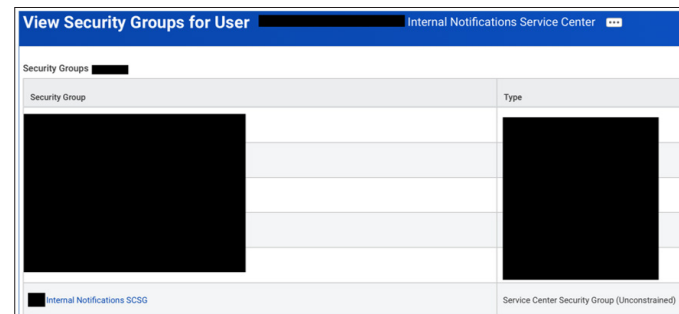 View Security Groups for User Internal Notifications Service Center
Security Groups
Security Group Type
Internal Notifications SCSG Service Center Security Group (Unconstrained)